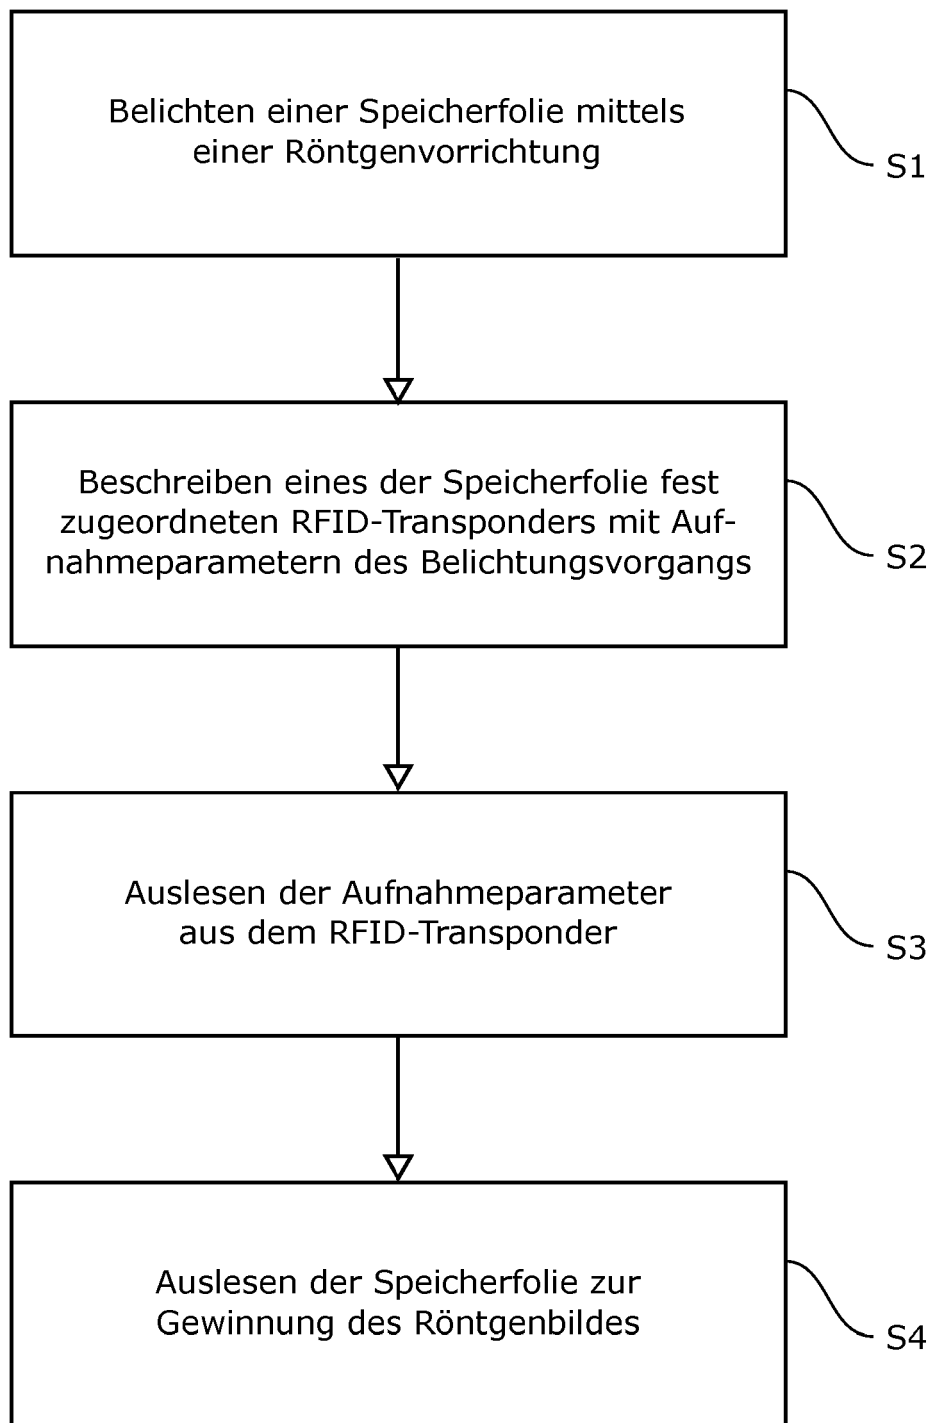 Belichten einer Speicherfolie mittels
einer Röntgenvorrichtung
S1
Beschreiben eines der Speicherfolie fest
zugeordneten RFID-Transponders mit Auf-
nahmeparametern des Belichtungsvorgangs
S2
Auslesen der Aufnahmeparameter
aus dem RFID-Transponder
S3
Auslesen der Speicherfolie zur
Gewinnung des Röntgenbildes
S4